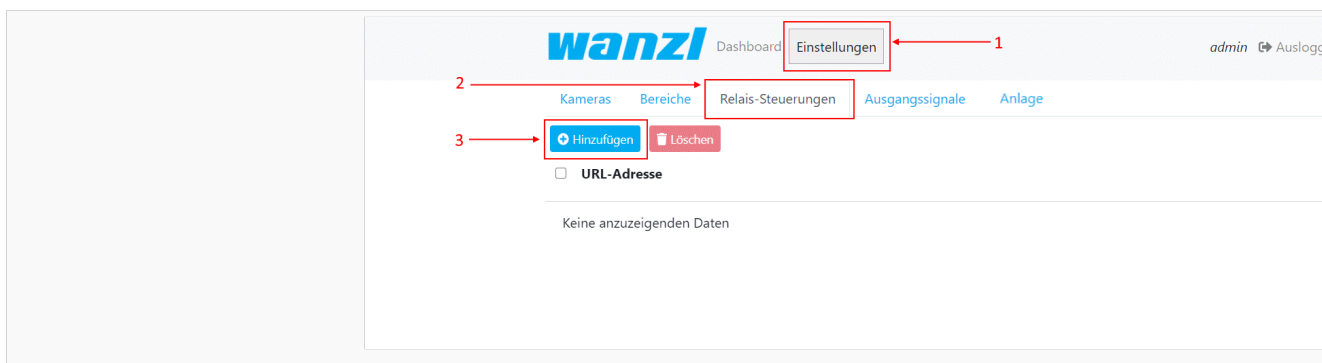 wanzl Dashboard Einstellungen 1 admin Auslogg
2
Kameras Bereiche Relais-Steuerungen Ausgangssignale Anlage
3 Hinzufügen Löschen
URL-Adresse
Keine anzuzeigenden Daten